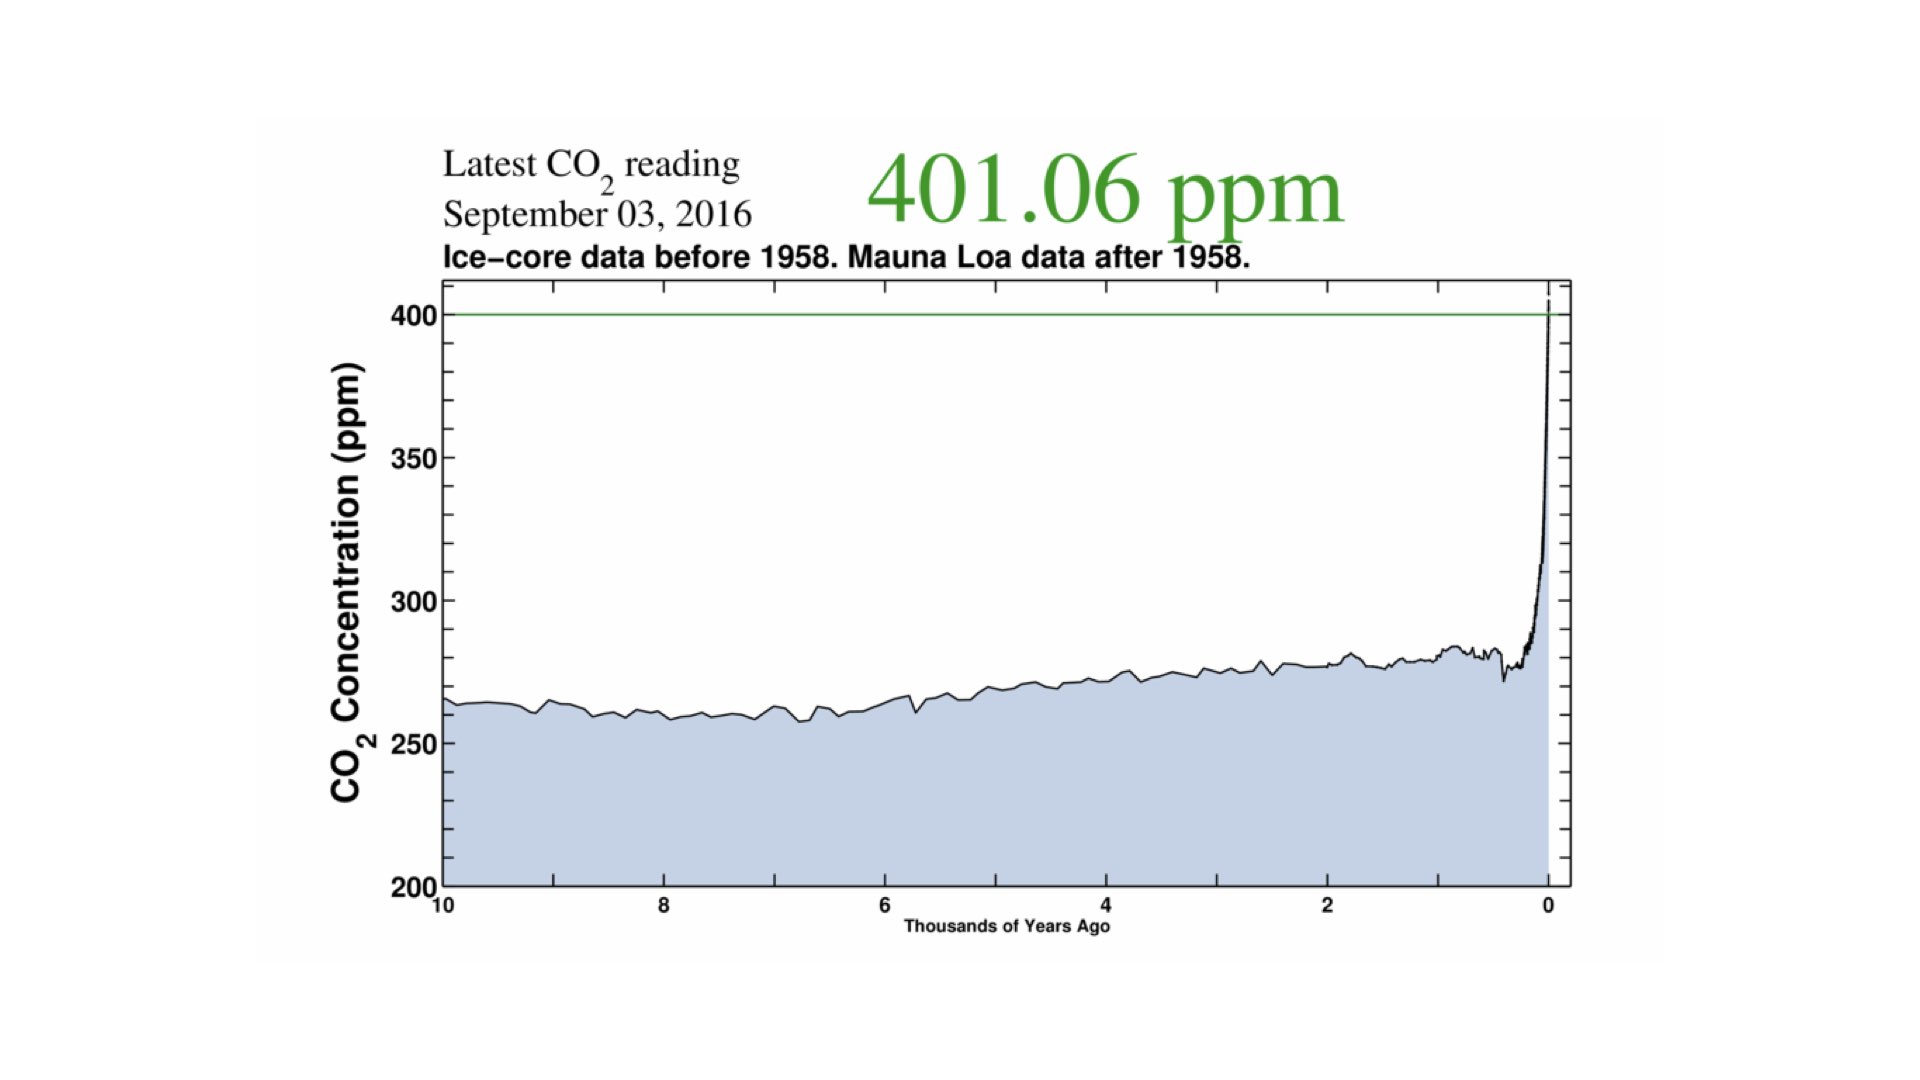 Latest CO2 reading
September 03, 2016
401.06 ppm
Ice-core data before 1958. Mauna Loa data after 1958.
CO2 Concentration (ppm)
400
350
300
250
200
10 8 6 4 2 0
Thousands of Years Ago